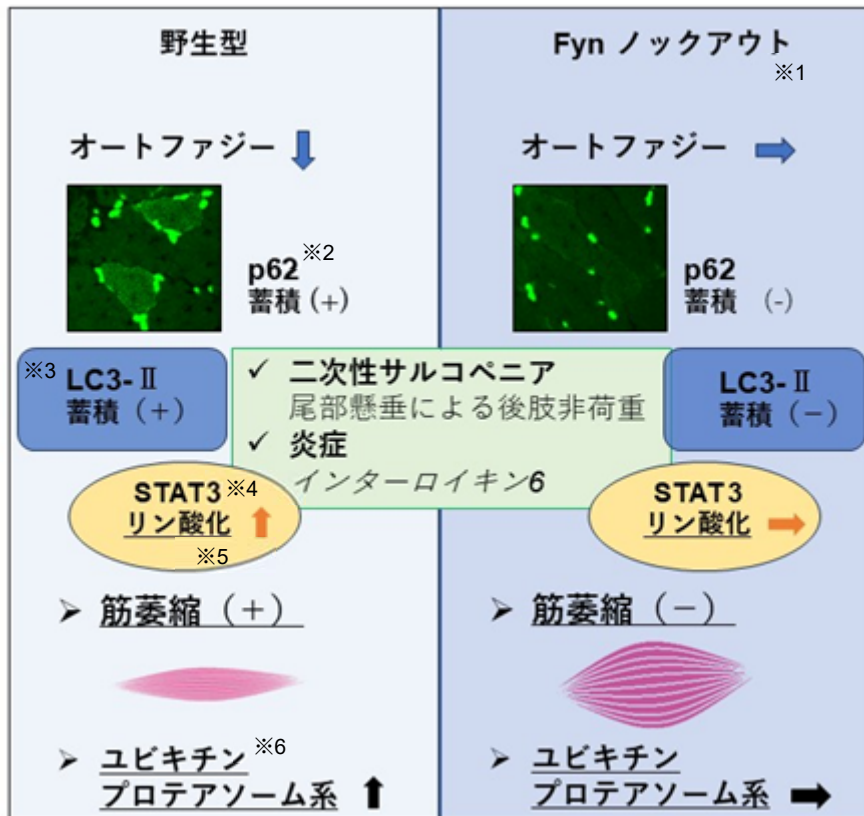 野生型
オートファジー
p62 ※2
蓄積 (+)
※3 LC3-Ⅱ
蓄積（+）
✓ 二次性サルコペニア
尾部懸垂による後肢非荷重
✓ 炎症
インターロイキン6
STAT3 ※4
リン酸化
※5
➤ 筋萎縮（+）
➤ ユビキチン ※6
プロテアソーム系
Fyn ノックアウト
※1
オートファジー
p62
蓄積 (-)
LC3-Ⅱ
蓄積（−）
STAT3
リン酸化
➤ 筋萎縮（−）
➤ ユビキチン
プロテアソーム系